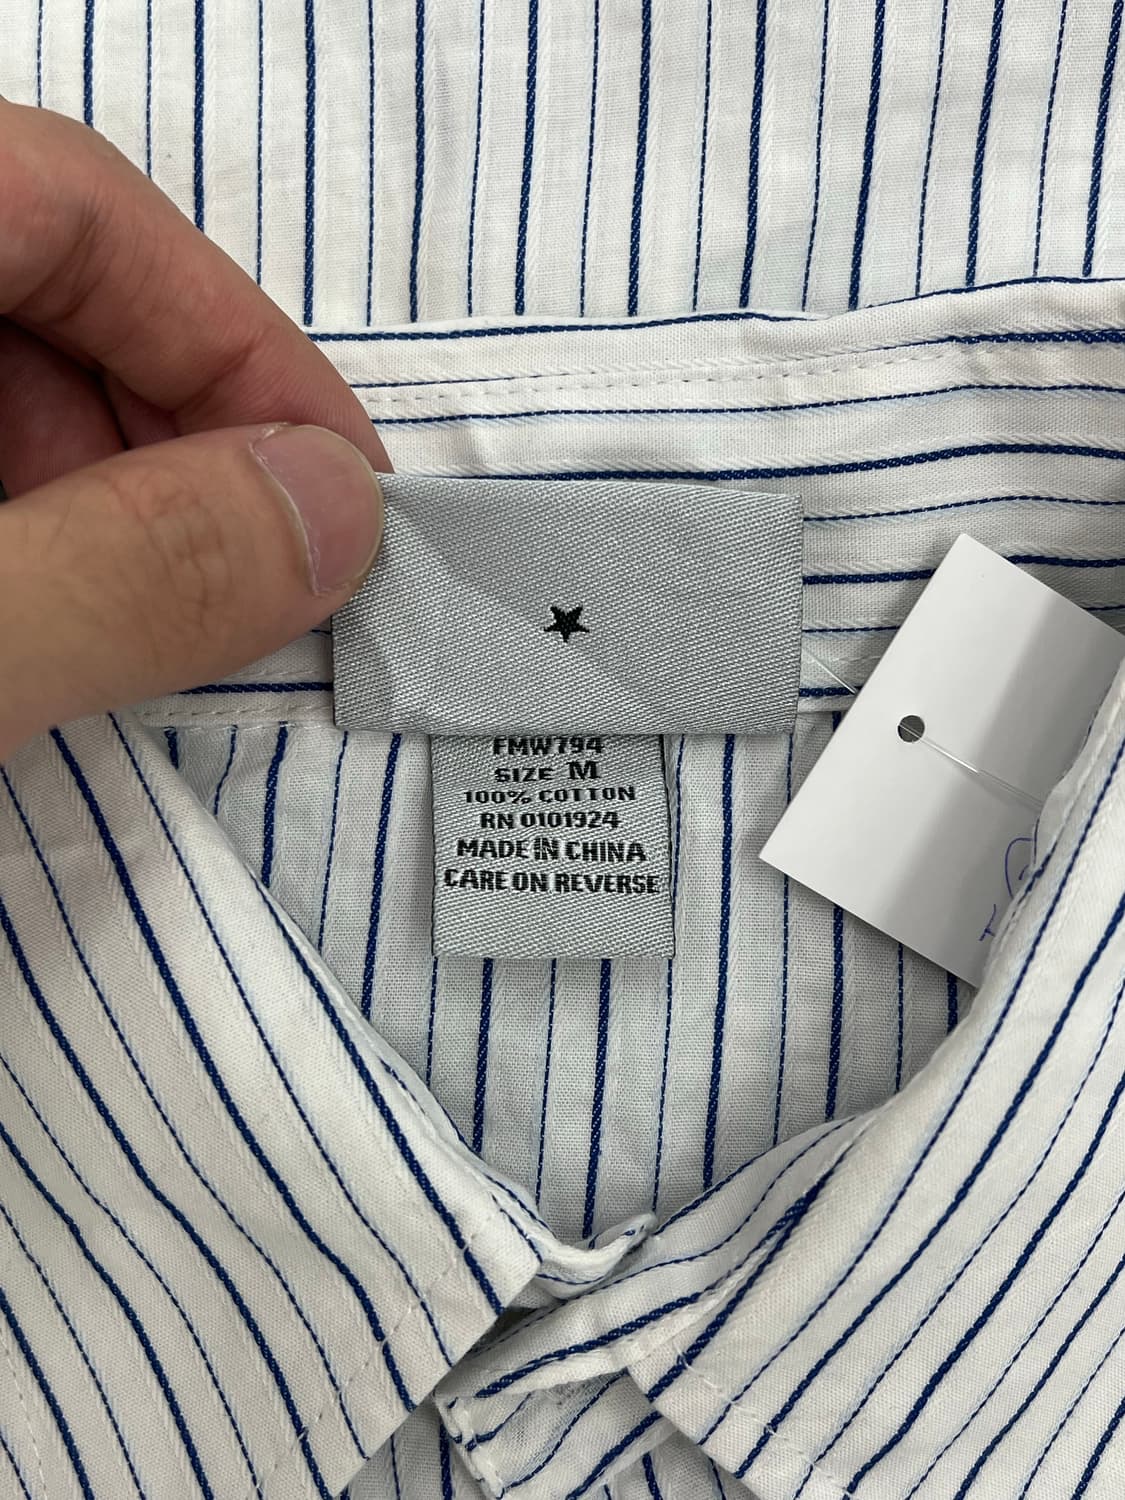 FMW794
SIZE M
100% COTTON
RN 0101924
MADE IN CHINA
CARE ON REVERSE